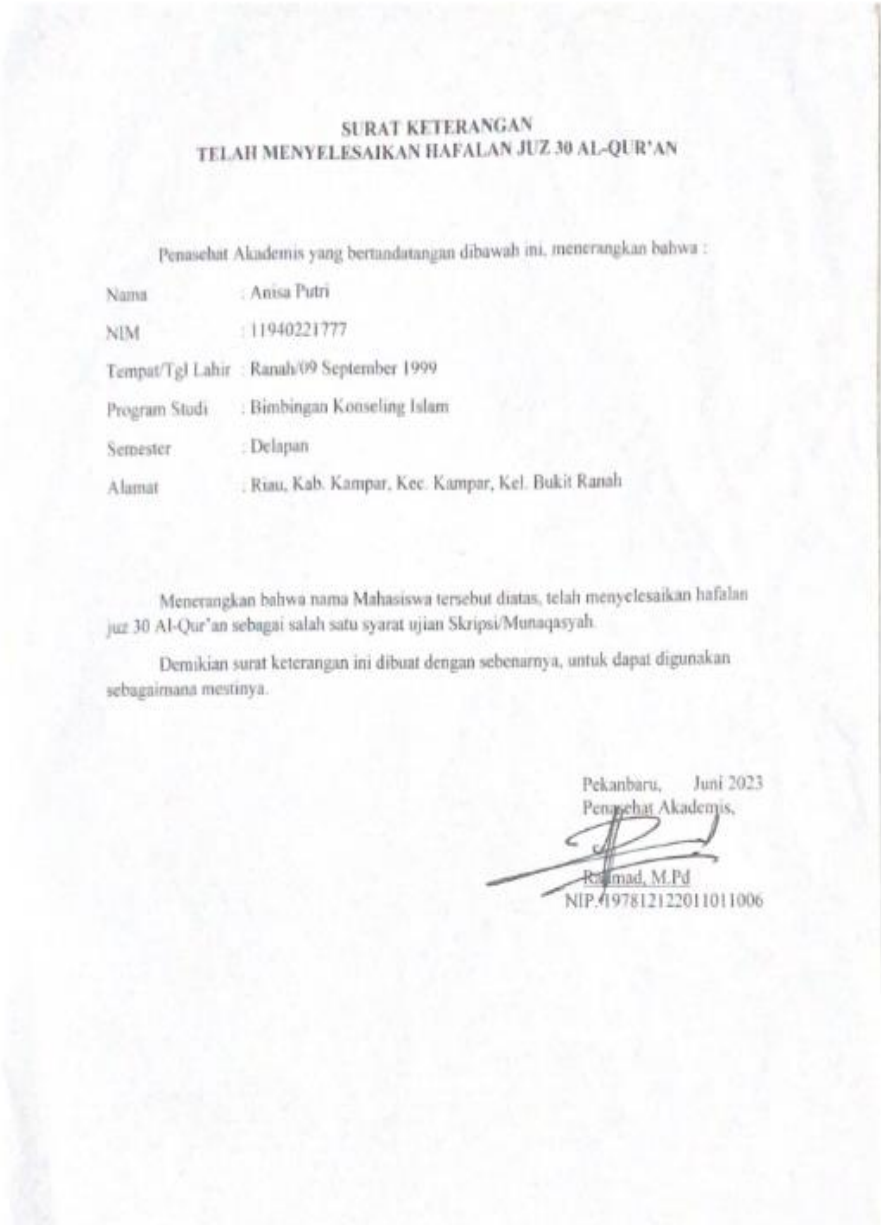 SURAT KETERANGAN
TELAH MENYELESAIKAN HAFALAN JUZ 30 AL-QUR'AN
Penasehat Akademis yang bertandatangan dibawah ini, menerangkan bahwa :
Nama : Anisa Putri
NIM : 11940221777
Tempat/Tgl Lahir : Ranah/09 September 1999
Program Studi : Bimbingan Konseling Islam
Semester : Delapan
Alamat : Riau, Kab. Kampar, Kec. Kampar, Kel. Bukit Ranah
Menerangkan bahwa nama Mahasiswa tersebut diatas, telah menyelesaikan hafalan
juz 30 Al-Qur'an sebagai salah satu syarat ujian Skripsi/Munaqasyah.
Demikian surat keterangan ini dibuat dengan sebenarnya, untuk dapat digunakan
sebagaimana mestinya.
Pekanbaru, Juni 2023
Penasehat Akademis,
Rahmad, M.Pd
NIP. 197812122011011006